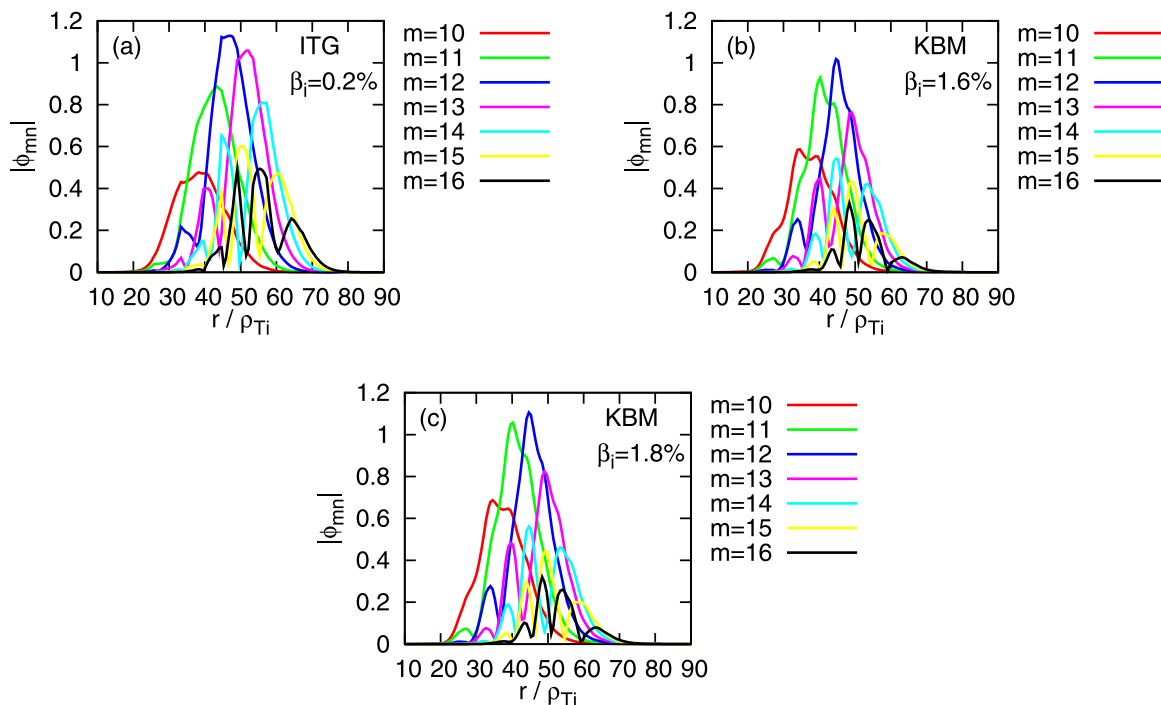 (a) ITG
β_i=0.2%
|ϕ_mn|
0
0.2
0.4
0.6
0.8
1
1.2
10 20 30 40 50 60 70 80 90
r / ρ_Ti
m=10
m=11
m=12
m=13
m=14
m=15
m=16
(b) KBM
β_i=1.6%
|ϕ_mn|
0
0.2
0.4
0.6
0.8
1
1.2
10 20 30 40 50 60 70 80 90
r / ρ_Ti
m=10
m=11
m=12
m=13
m=14
m=15
m=16
(c) KBM
β_i=1.8%
|ϕ_mn|
0
0.2
0.4
0.6
0.8
1
1.2
10 20 30 40 50 60 70 80 90
r / ρ_Ti
m=10
m=11
m=12
m=13
m=14
m=15
m=16